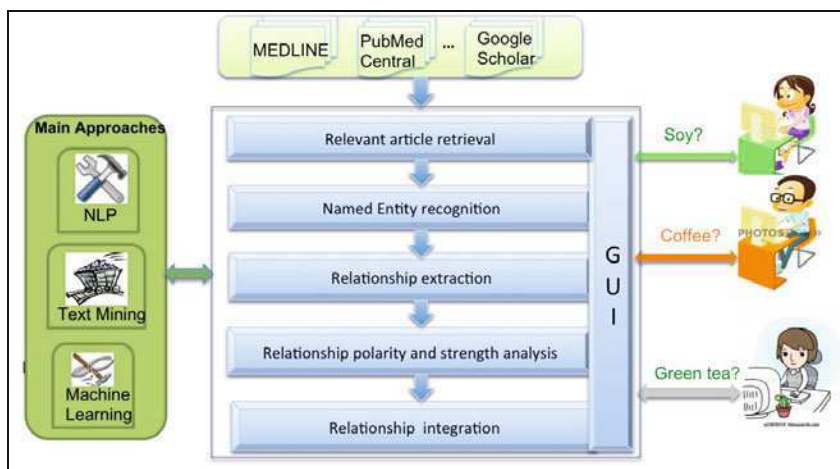 MEDLINE
PubMed
Central
...
Google
Scholar
Main Approaches
NLP
Text Mining
Machine
Learning
Relevant article retrieval
Named Entity recognition
Relationship extraction
Relationship polarity and strength analysis
Relationship integration
G
U
I
Soy?
Coffee?
Green tea?